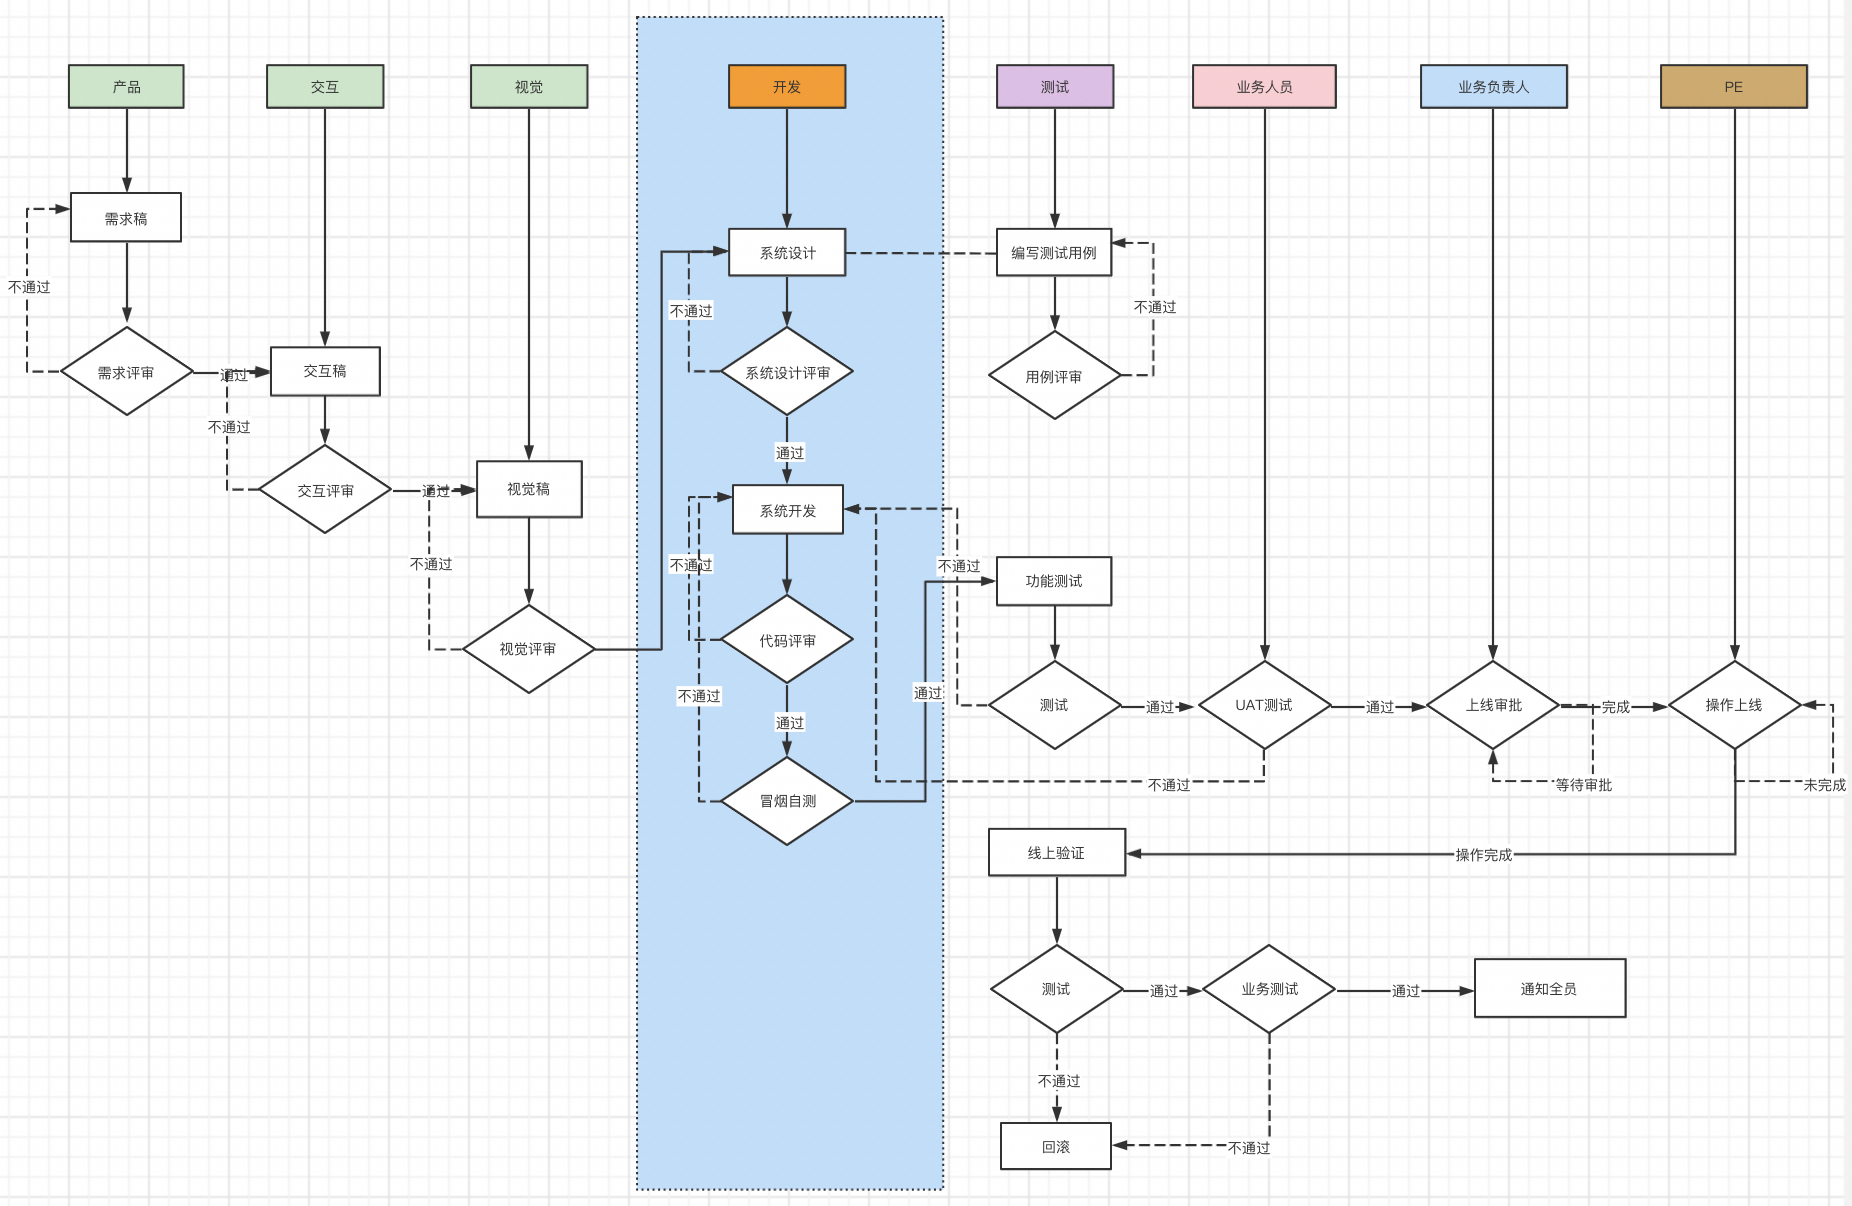 产品
交互
视觉
开发
测试
业务人员
业务负责人
PE
需求稿
系统设计
编写测试用例
不通过
不通过
不通过
需求评审
通过
交互稿
系统设计评审
用例评审
不通过
通过
交互评审
通过
视觉稿
系统开发
不通过
不通过
不通过
功能测试
视觉评审
代码评审
不通过
通过
通过
测试
通过
UAT测试
通过
上线审批
完成
操作上线
不通过
等待审批
未完成
冒烟自测
线上验证
操作完成
测试
通过
业务测试
通过
通知全员
不通过
回滚
不通过